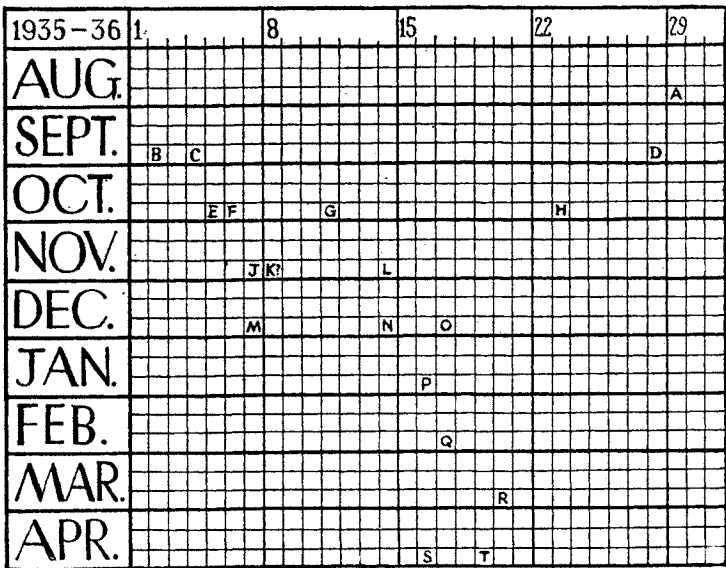 1935–36 1 8 15 22 29
AUG. A
SEPT. B C D
OCT. E F G H
NOV. J K? L
DEC. M N O
JAN. P
FEB. Q
MAR. R
APR. S T